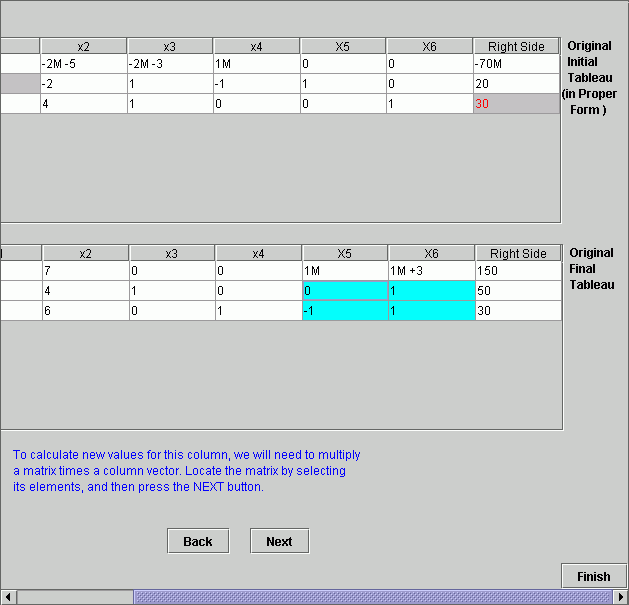 x2 x3 x4 X5 X6 Right Side
-2M -5 -2M -3 1M 0 0 -70M
-2 1 -1 1 0 20
4 1 0 0 1 30
Original
Initial
Tableau
(in Proper
Form )
x2 x3 x4 X5 X6 Right Side
7 0 0 1M 1M +3 150
4 1 0 0 1 50
6 0 1 -1 1 30
Original
Final
Tableau
To calculate new values for this column, we will need to multiply
a matrix times a column vector. Locate the matrix by selecting
its elements, and then press the NEXT button.
Back Next
Finish